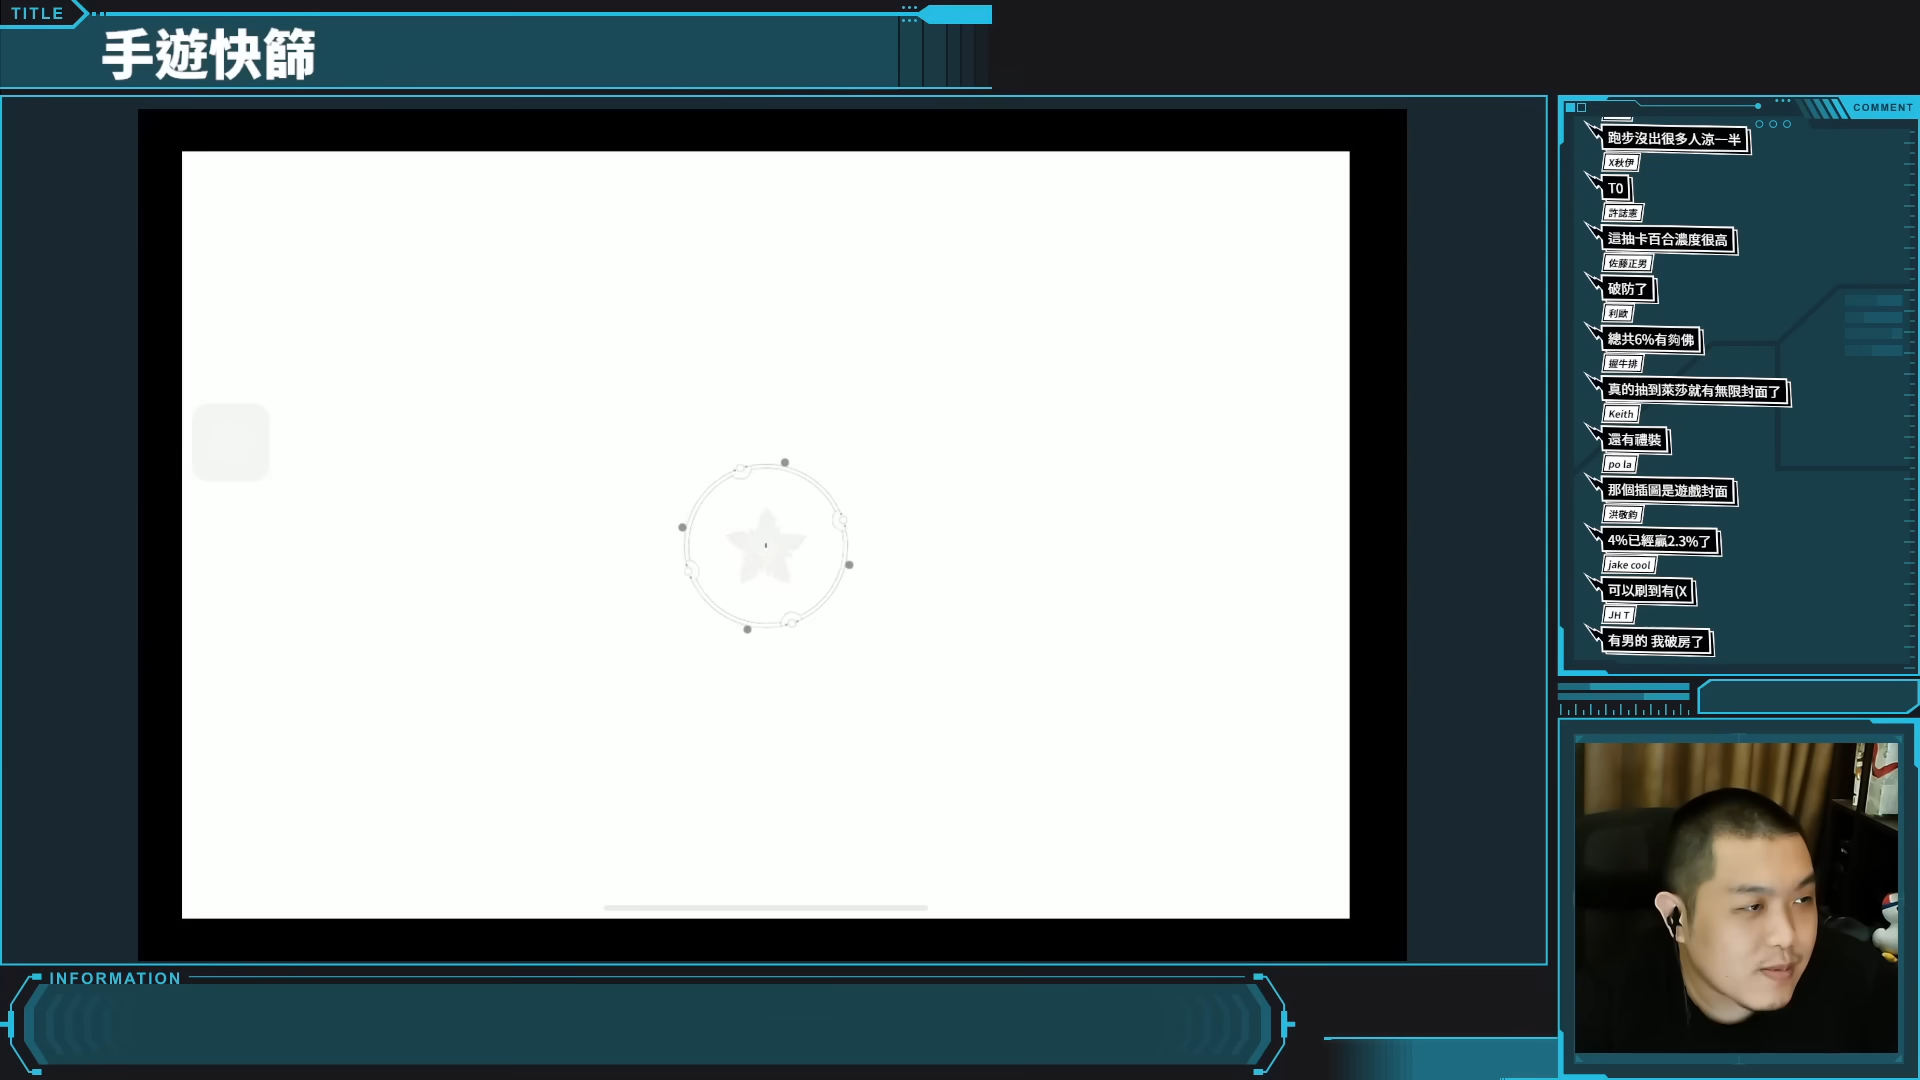 TITLE
手遊快篩
COMMENT
跑步沒出很多人涼一半
X秋伊
T0
許誌憲
這抽卡百合濃度很高
佐藤正男
破防了
利歐
總共6%有夠佛
握牛排
真的抽到萊莎就有無限封面了
Keith
還有禮裝
po la
那個插圖是遊戲封面
洪敬鈞
4%已經贏2.3%了
jake cool
可以刷到有(X
JH T
有男的 我破房了
INFORMATION